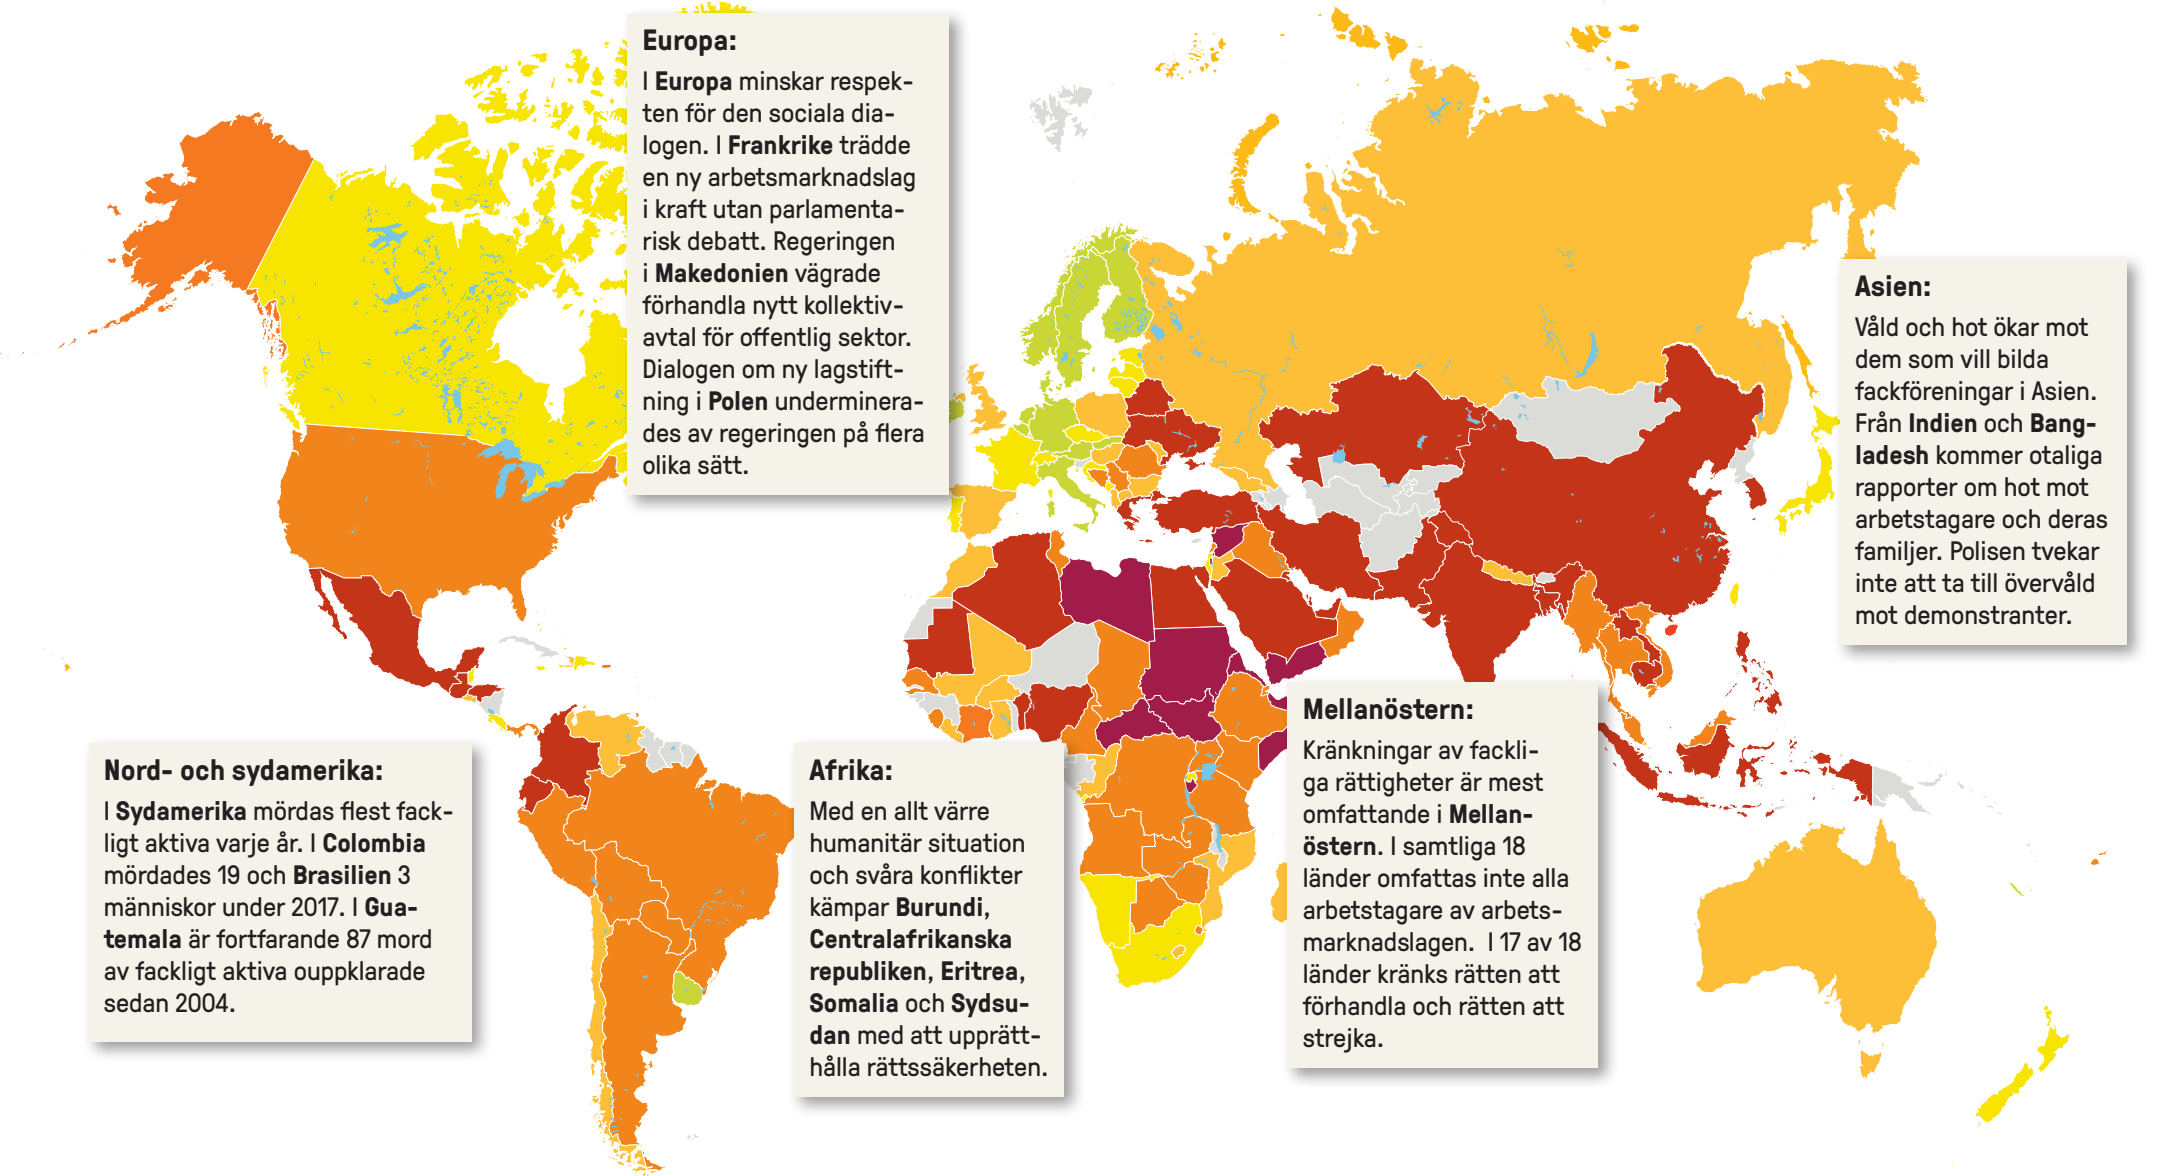 Europa:
I Europa minskar respek-
ten för den sociala dia-
logen. I Frankrike trädde
en ny arbetsmarknadslag
i kraft utan parlamenta-
risk debatt. Regeringen
i Makedonien vägrade
förhandla nytt kollektiv-
avtal för offentlig sektor.
Dialogen om ny lagstift-
ning i Polen underminera-
des av regeringen på flera
olika sätt.
Asien:
Våld och hot ökar mot
dem som vill bilda
fackföreningar i Asien.
Från Indien och Bang-
ladesh kommer otaliga
rapporter om hot mot
arbetstagare och deras
familjer. Polisen tvekar
inte att ta till övervåld
mot demonstranter.
Nord- och sydamerika:
I Sydamerika mördas flest fack-
ligt aktiva varje år. I Colombia
mördades 19 och Brasilien 3
människor under 2017. I Gua-
temala är fortfarande 87 mord
av fackligt aktiva ouppklarade
sedan 2004.
Afrika:
Med en allt värre
humanitär situation
och svåra konflikter
kämpar Burundi,
Centralafrikanska
republiken, Eritrea,
Somalia och Sydsu-
dan med att upprätt-
hålla rättssäkerheten.
Mellanöstern:
Kränkningar av fackli-
ga rättigheter är mest
omfattande i Mellan-
östern. I samtliga 18
länder omfattas inte alla
arbetstagare av arbets-
marknadslagen.  I 17 av 18
länder kränks rätten att
förhandla och rätten att
strejka.